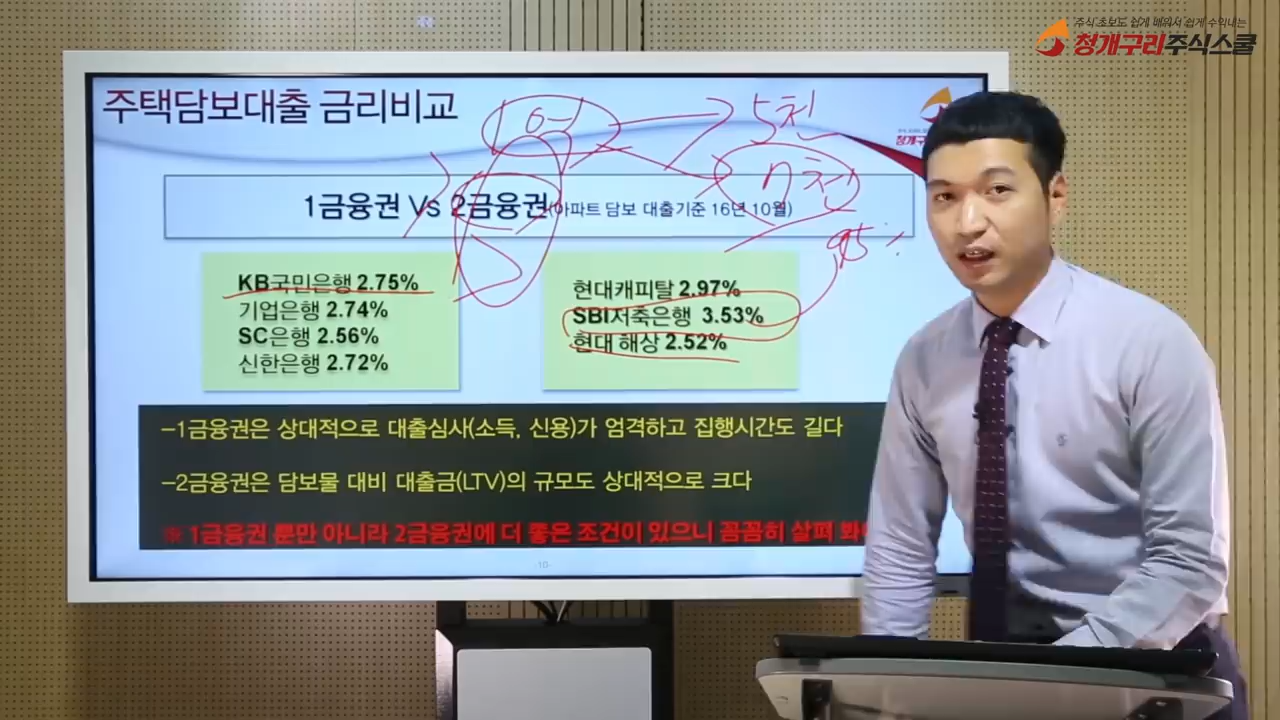 주식 초보도 쉽게 배워서 쉽게 수익내는
청개구리주식스쿨
주택담보대출 금리비교
1억
5천
7천
청개구
1금융권 Vs 2금융권(아파트 담보 대출기준 16년 10월)
95%
KB국민은행 2.75%
기업은행 2.74%
SC은행 2.56%
신한은행 2.72%
현대캐피탈 2.97%
SBI저축은행 3.53%
현대 해상 2.52%
-1금융권은 상대적으로 대출심사(소득, 신용)가 엄격하고 집행시간도 길다
-2금융권은 담보물 대비 대출금(LTV)의 규모도 상대적으로 크다
※ 1금융권 뿐만 아니라 2금융권에 더 좋은 조건이 있으니 꼼꼼히 살펴 봐
-10-